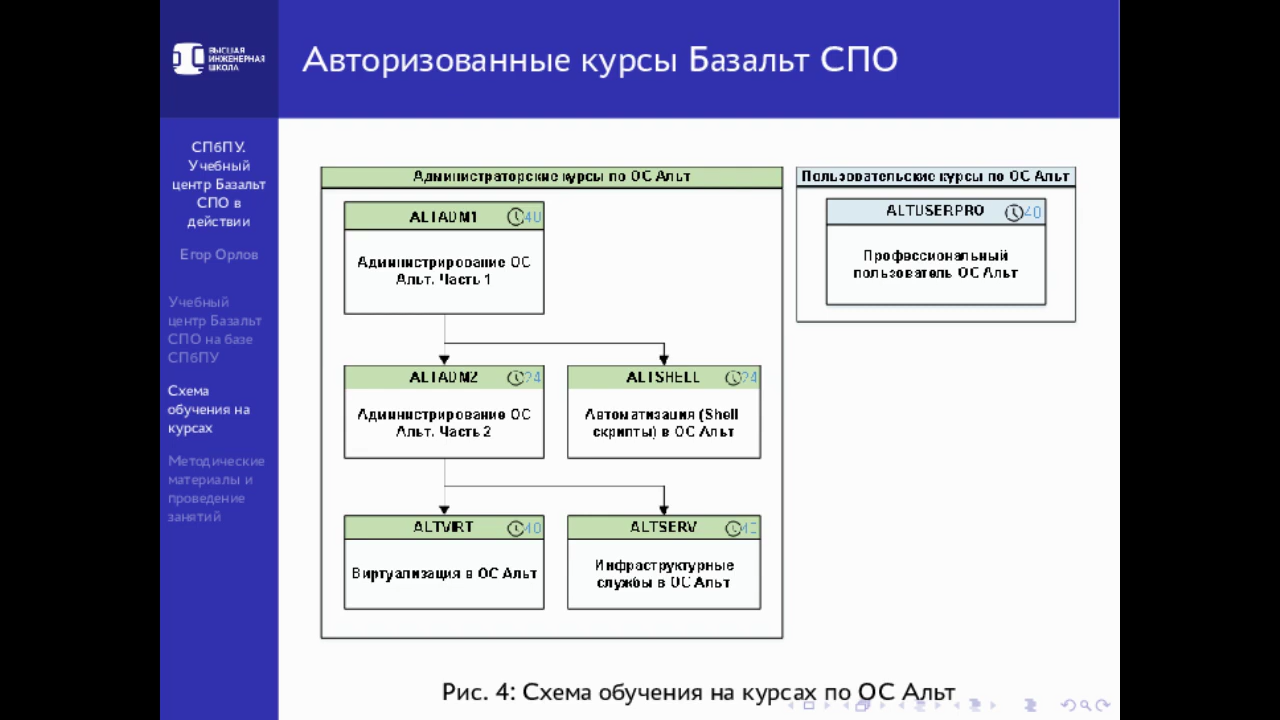 ВЫСШАЯ
ИНЖЕНЕРНАЯ
ШКОЛА
Авторизованные курсы Базальт СПО
СПбПУ.
Учебный
центр Базальт
СПО в
действии
Егор Орлов
Учебный
центр Базальт
СПО на базе
СПбПУ
Схема
обучения на
курсах
Методические
материалы и
проведение
занятий
Администраторские курсы по ОС Альт
ALTADM1 40
Администрирование ОС
Альт. Часть 1
ALTADM2 24
Администрирование ОС
Альт. Часть 2
ALTSHELL 24
Автоматизация (Shell
скрипты) в ОС Альт
ALTVIRT 40
Виртуализация в ОС Альт
ALTSERV
Инфраструктурные
службы в ОС Альт
Пользовательские курсы по ОС Альт
ALTUSERPRO 40
Профессиональный
пользователь ОС Альт
Рис. 4: Схема обучения на курсах по ОС Альт